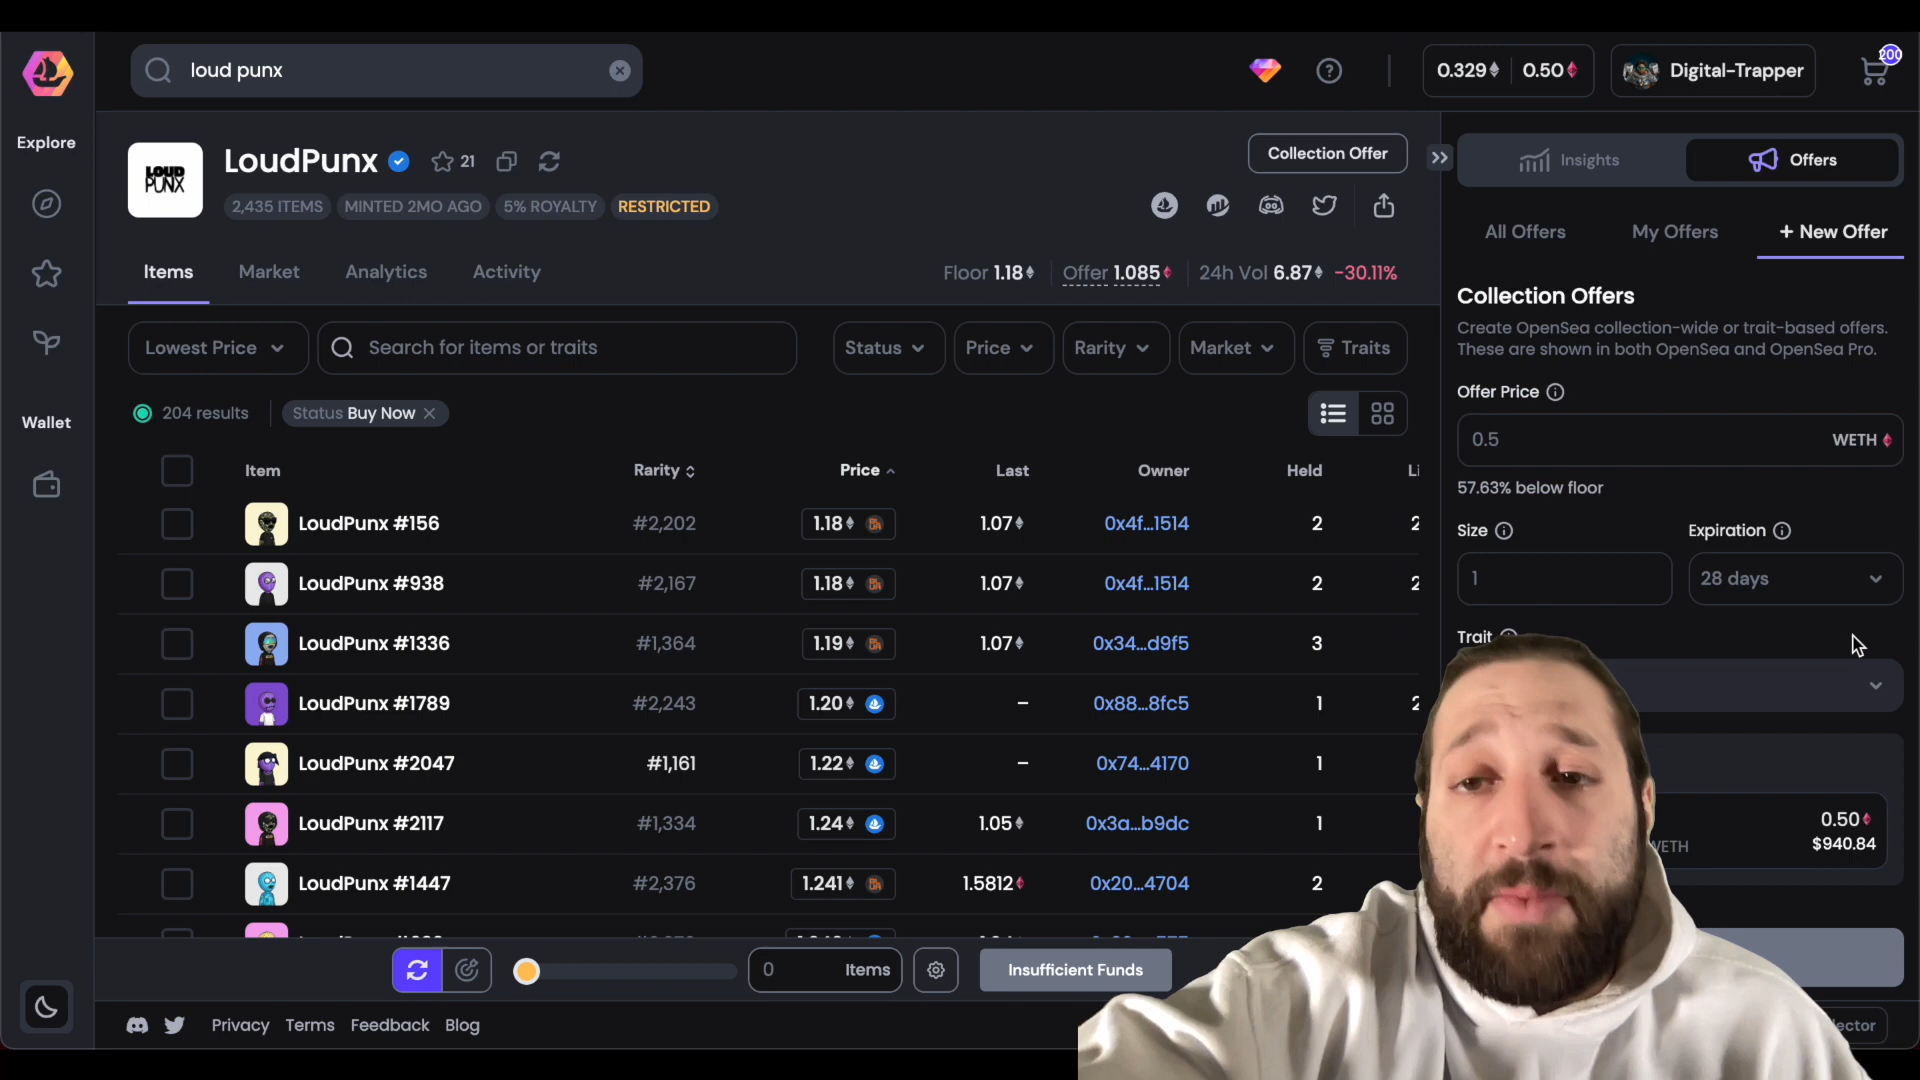 loud punx
0.329
0.50
Digital-Trapper
200
Explore
Wallet
LOUD
PUNX
LoudPunx
21
Collection Offer
2,435 ITEMS
MINTED 2MO AGO
5% ROYALTY
RESTRICTED
Items
Market
Analytics
Activity
Floor 1.18
Offer 1.085
24h Vol 6.87
-30.11%
Lowest Price
Search for items or traits
Status
Price
Rarity
Market
Traits
204 results
Status Buy Now
Item Rarity Price Last Owner Held Li
LoudPunx #156 #2,202 1.18 1.07 0x4f...1514 2 2
LoudPunx #938 #2,167 1.18 1.07 0x4f...1514 2 2
LoudPunx #1336 #1,364 1.19 1.07 0x34...d9f5 3
LoudPunx #1789 #2,243 1.20 – 0x88...8fc5 1 2
LoudPunx #2047 #1,161 1.22 – 0x74...4170 1
LoudPunx #2117 #1,334 1.24 1.05 0x3a...b9dc 1
LoudPunx #1447 #2,376 1.241 1.5812 0x20...4704 2
0 Items
Insufficient Funds
Privacy
Terms
Feedback
Blog
Insights
Offers
All Offers
My Offers
+ New Offer
Collection Offers
Create OpenSea collection-wide or trait-based offers.
These are shown in both OpenSea and OpenSea Pro.
Offer Price
0.5
WETH
57.63% below floor
Size
Expiration
1
28 days
Trait
0.50
WETH
$940.84
ector